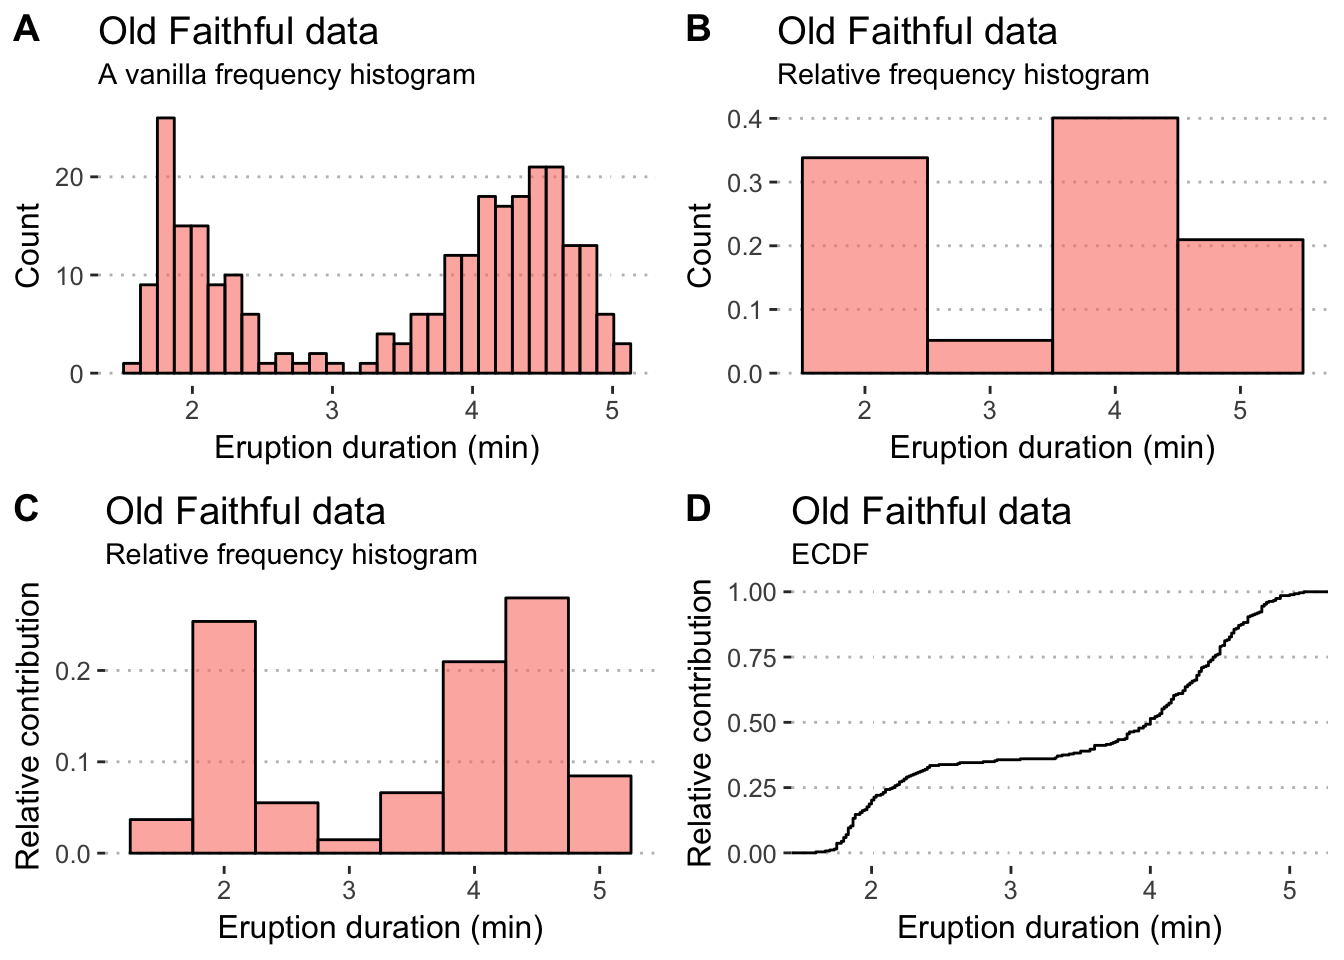 A
Old Faithful data
A vanilla frequency histogram
Count
20
10
0
2 3 4 5
Eruption duration (min)
B
Old Faithful data
Relative frequency histogram
Count
0.4
0.3
0.2
0.1
0.0
2 3 4 5
Eruption duration (min)
C
Old Faithful data
Relative frequency histogram
Relative contribution
0.2
0.1
0.0
2 3 4 5
Eruption duration (min)
D
Old Faithful data
ECDF
Relative contribution
1.00
0.75
0.50
0.25
0.00
2 3 4 5
Eruption duration (min)